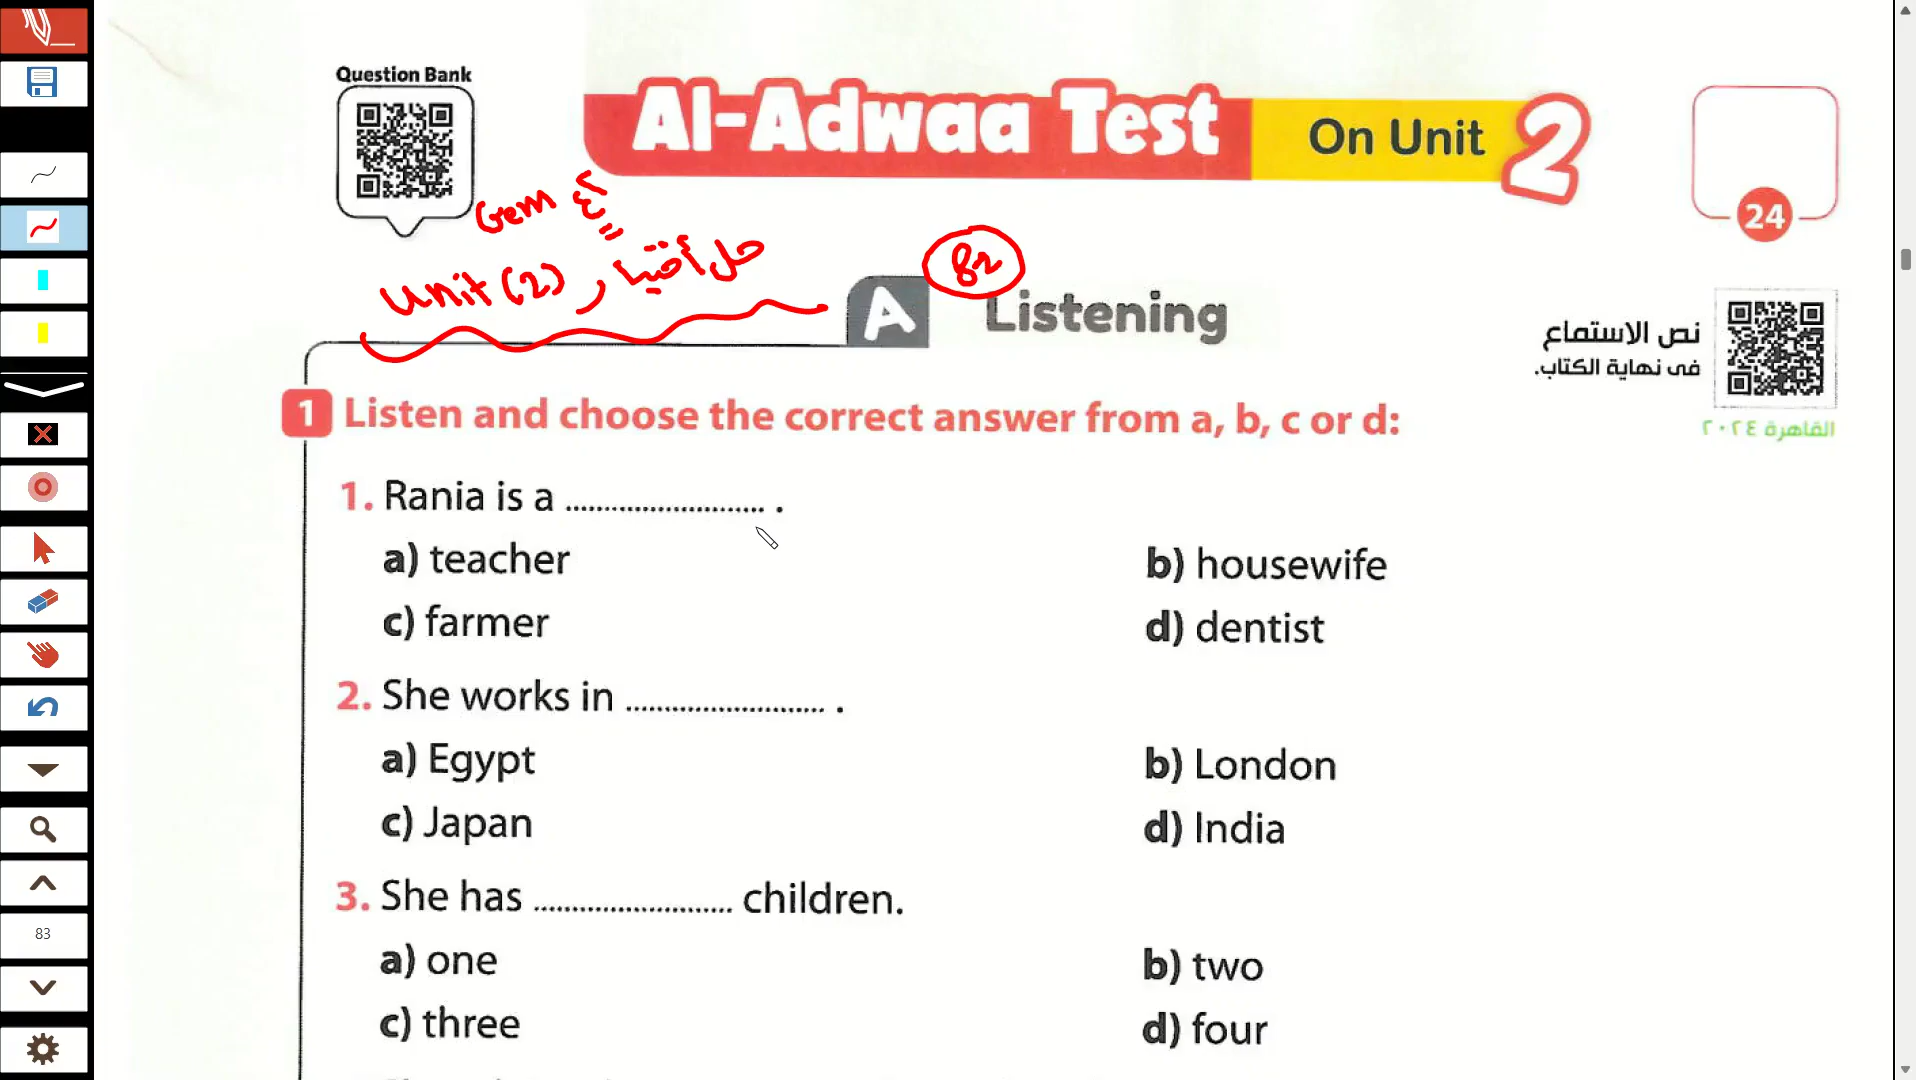 Question Bank
Al-Adwaa Test On Unit 2
24
Gem ٤ع
حل أختبار unit (2)
82
A Listening
نص الاستماع
فى نهاية الكتاب.
القاهرة ٢٠٢٤
1 Listen and choose the correct answer from a, b, c or d:
1. Rania is a .......................... .
a) teacher
b) housewife
c) farmer
d) dentist
2. She works in .......................... .
a) Egypt
b) London
c) Japan
d) India
3. She has .......................... children.
a) one
b) two
c) three
d) four
83